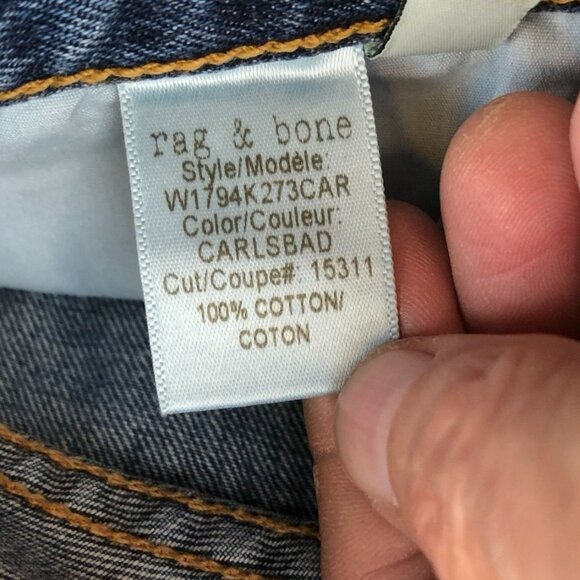 rag & bone
Style/Modèle:
W1794K273CAR
Color/Couleur:
CARLSBAD
Cut/Coupe#: 15311
100% COTTON/
COTON